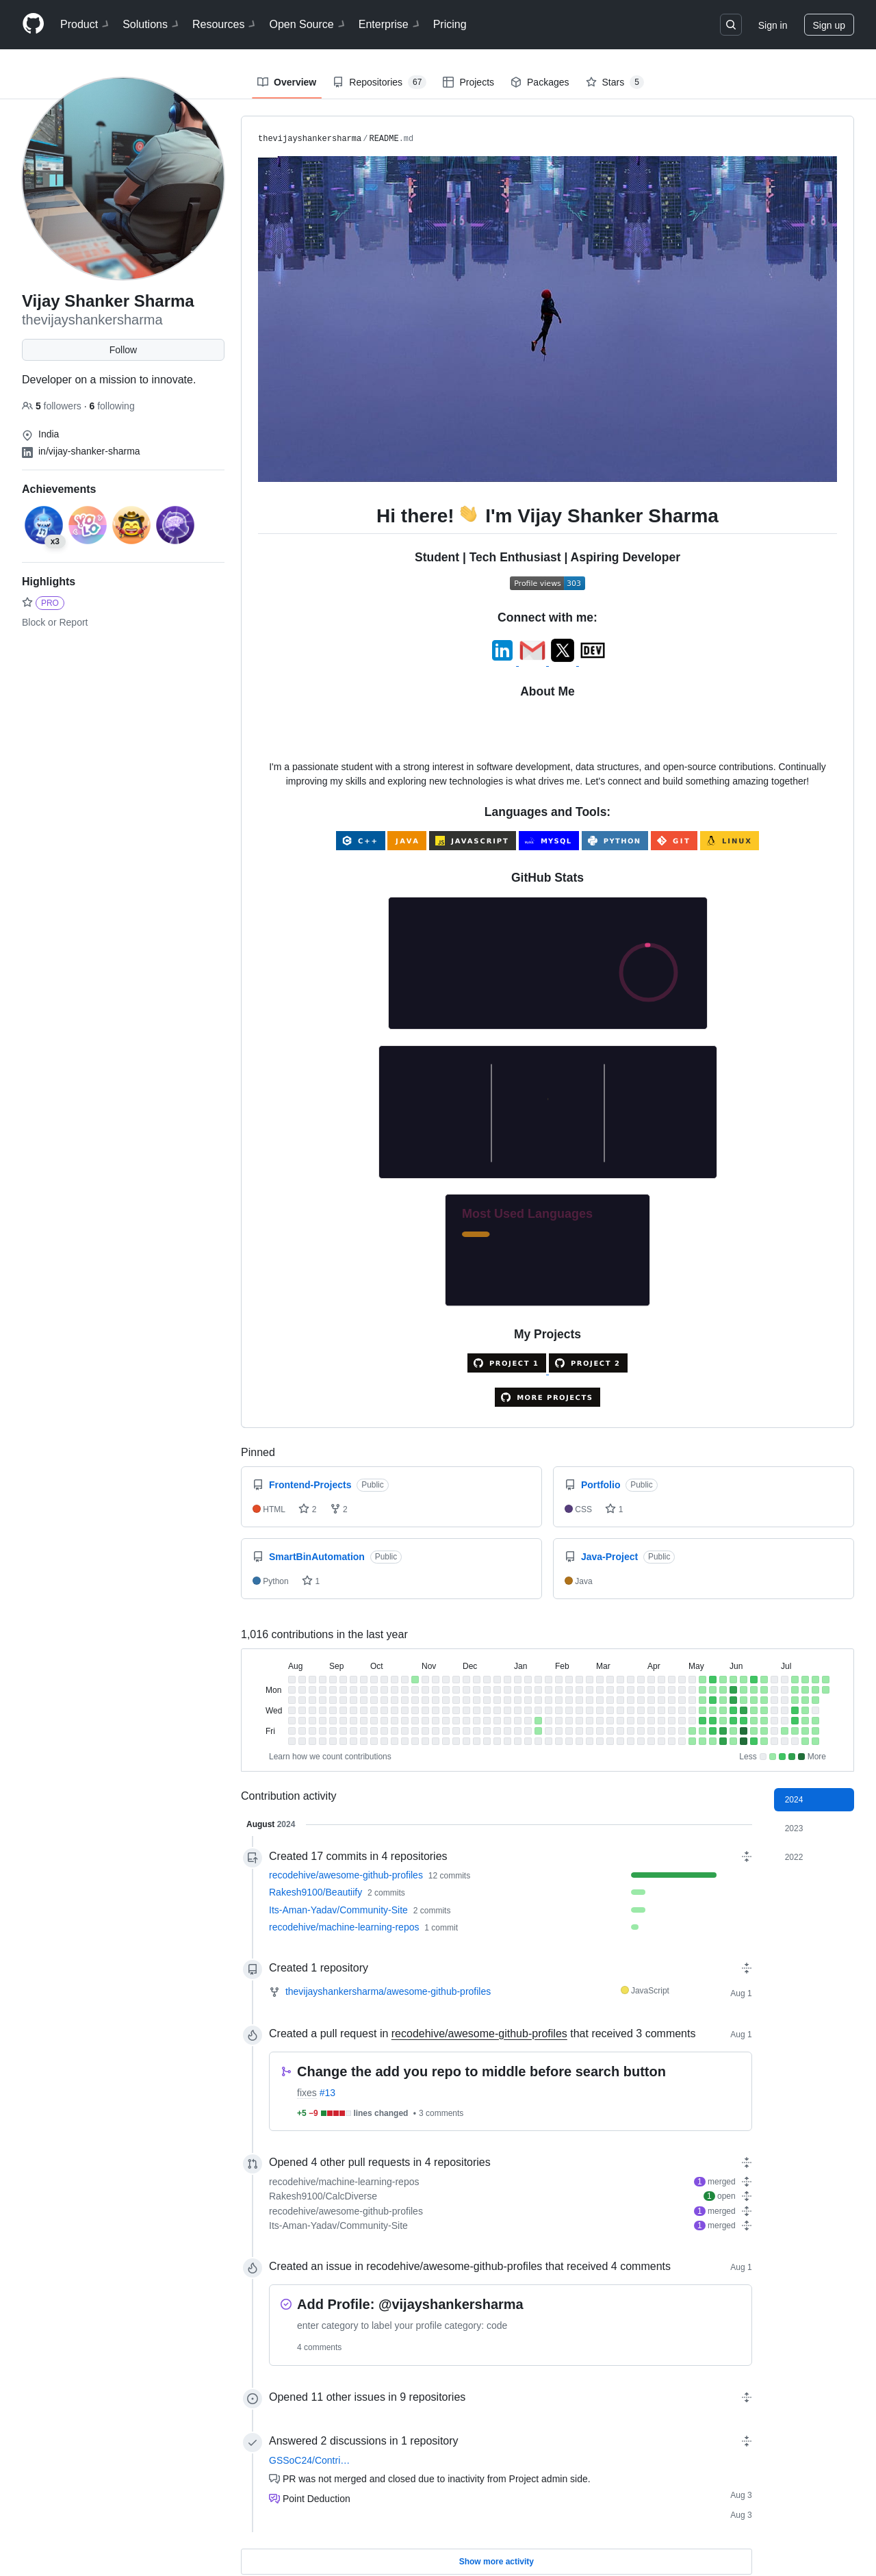 Product Solutions Resources Open Source Enterprise Pricing Sign in Sign up
Overview Repositories 67 Projects Packages Stars 5
Vijay Shanker Sharma
thevijayshankersharma
Follow
Developer on a mission to innovate.
5 followers · 6 following
India
in/vijay-shanker-sharma
Achievements
YOLO
x3
Highlights
PRO
Block or Report
thevijayshankersharma/README.md
Hi there! 👋 I'm Vijay Shanker Sharma
Student | Tech Enthusiast | Aspiring Developer
Profile views 303
Connect with me:
in M X DEV
About Me
I'm a passionate student with a strong interest in software development, data structures, and open-source contributions. Continually
improving my skills and exploring new technologies is what drives me. Let's connect and build something amazing together!
Languages and Tools:
C++ JAVA JS JAVASCRIPT MYSQL PYTHON GIT LINUX
GitHub Stats
Most Used Languages
My Projects
PROJECT 1 PROJECT 2
MORE PROJECTS
Pinned
Frontend-Projects Public
HTML 2 2
Portfolio Public
CSS 1
SmartBinAutomation Public
Python 1
Java-Project Public
Java
1,016 contributions in the last year
Aug Sep Oct Nov Dec Jan Feb Mar Apr May Jun Jul
Mon
Wed
Fri
Learn how we count contributions Less More
Contribution activity
2024
2023
2022
August 2024
Created 17 commits in 4 repositories
recodehive/awesome-github-profiles 12 commits
Rakesh9100/Beautiify 2 commits
Its-Aman-Yadav/Community-Site 2 commits
recodehive/machine-learning-repos 1 commit
Created 1 repository
thevijayshankersharma/awesome-github-profiles JavaScript Aug 1
Created a pull request in recodehive/awesome-github-profiles that received 3 comments Aug 1
Change the add you repo to middle before search button
fixes #13
+5 −9 lines changed • 3 comments
Opened 4 other pull requests in 4 repositories
recodehive/machine-learning-repos 1 merged
Rakesh9100/CalcDiverse 1 open
recodehive/awesome-github-profiles 1 merged
Its-Aman-Yadav/Community-Site 1 merged
Created an issue in recodehive/awesome-github-profiles that received 4 comments Aug 1
Add Profile: @vijayshankersharma
enter category to label your profile category: code
4 comments
Opened 11 other issues in 9 repositories
Answered 2 discussions in 1 repository
GSSoC24/Contri…
PR was not merged and closed due to inactivity from Project admin side.
Aug 3
Point Deduction
Aug 3
Show more activity